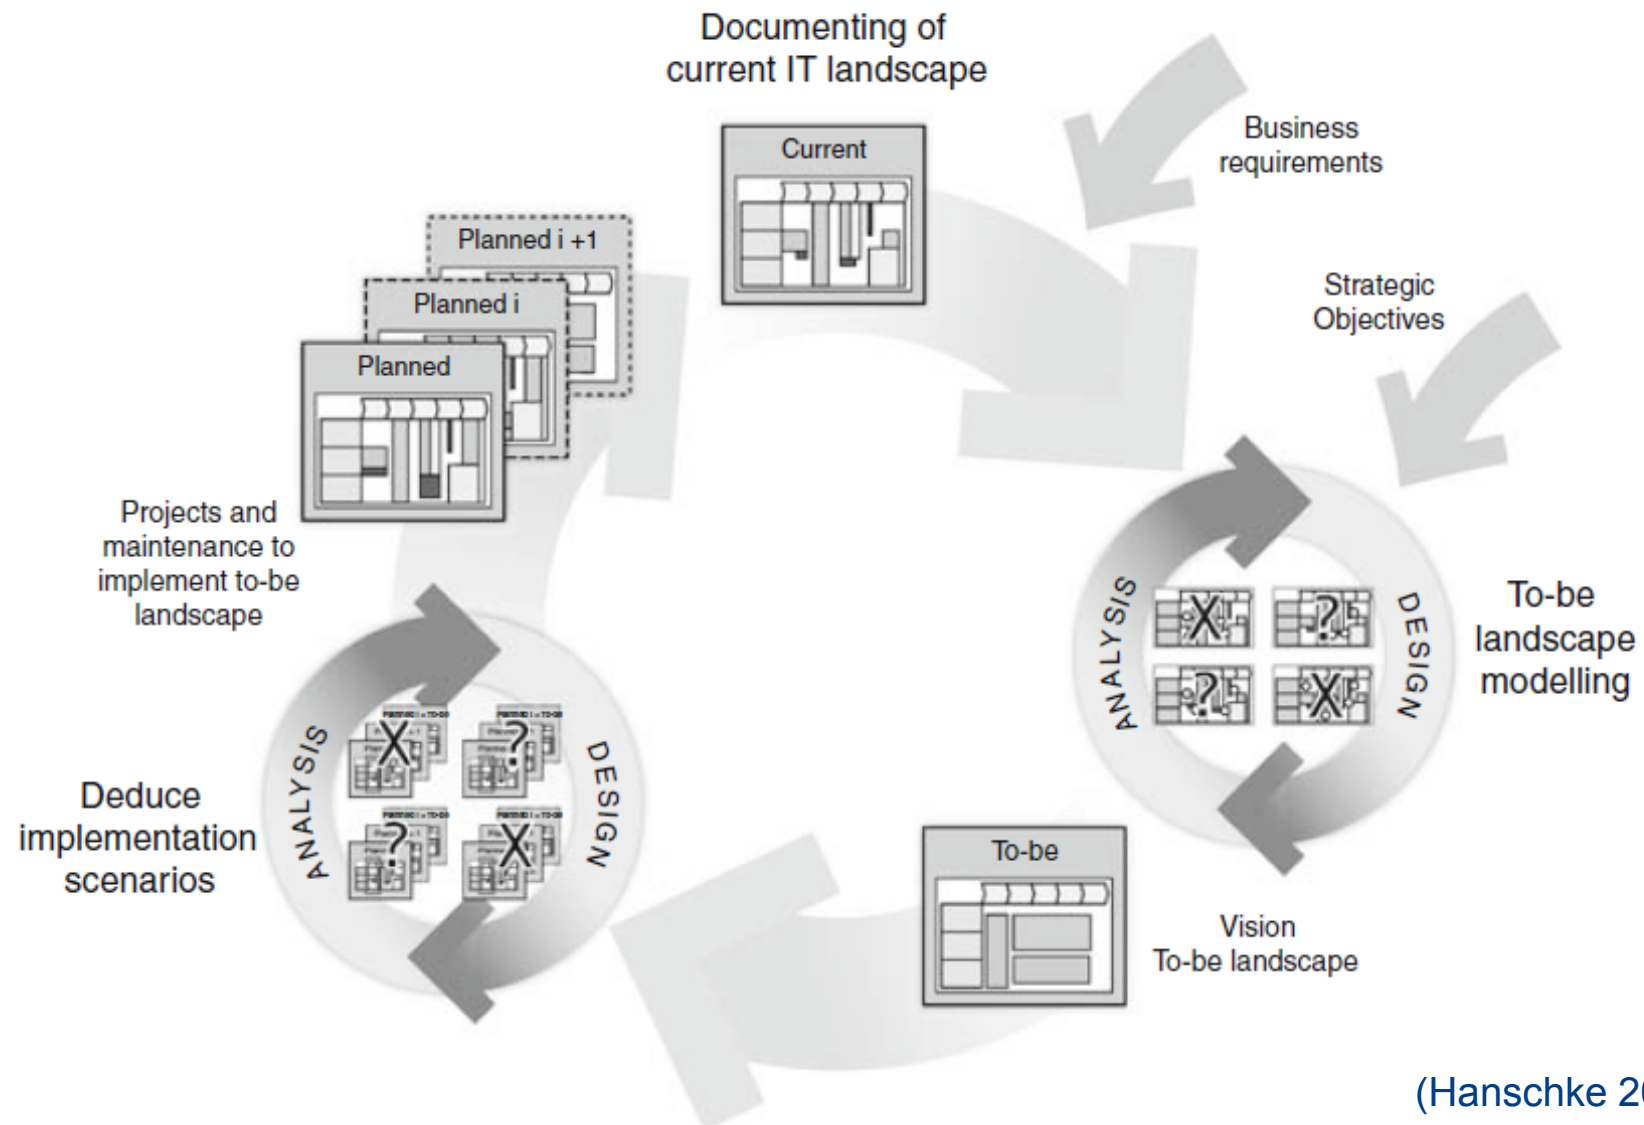 Documenting of
current IT landscape
Current
Business
requirements
Strategic
Objectives
Planned i +1
Planned i
Planned
Projects and
maintenance to
implement to-be
landscape
ANALYSIS
DESIGN
X
?
?
X
To-be
landscape
modelling
Deduce
implementation
scenarios
ANALYSIS
DESIGN
X
?
?
X
To-be
Vision
To-be landscape
(Hanschke